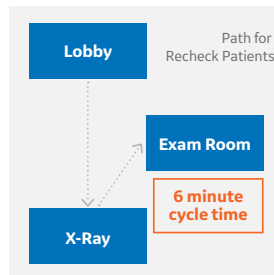 Lobby
Path for
Recheck Patients
Exam Room
6 minute
cycle time
X-Ray